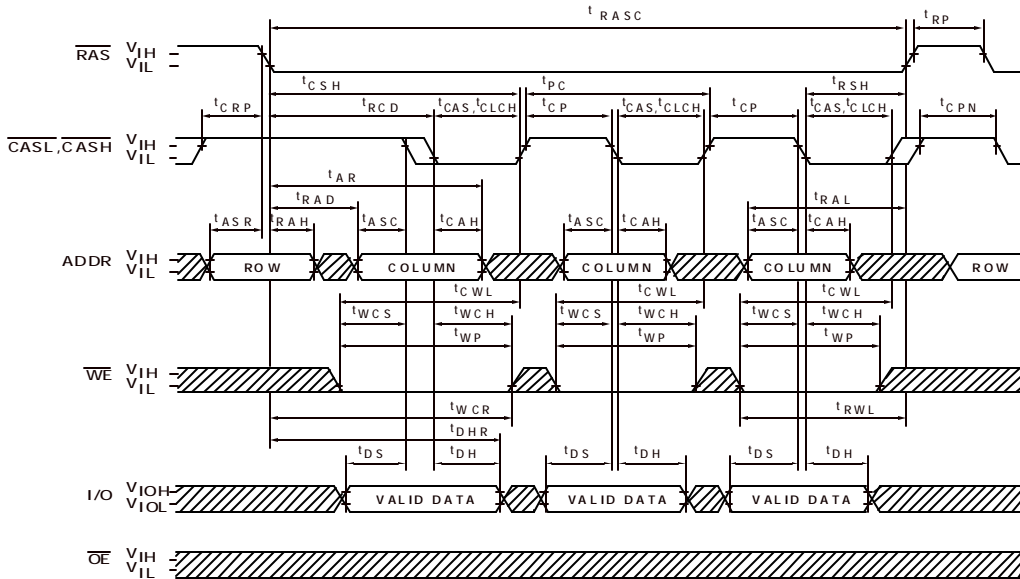 tRASC
tRP
RAS VIH
VIL
tCSH
tPC
tRSH
tCRP
tRCD
tCAS,tCLCH
tCP
tCAS,tCLCH
tCP
tCAS,tCLCH
tCPN
CASL,CASH VIH
VIL
tAR
tRAD
tRAL
tASR
tRAH
tASC
tCAH
tASC
tCAH
tASC
tCAH
ADDR VIH
VIL
ROW
COLUMN
COLUMN
COLUMN
ROW
tCWL
tCWL
tCWL
tWCS
tWCH
tWCS
tWCH
tWCS
tWCH
tWP
tWP
tWP
WE VIH
VIL
tWCR
tRWL
tDHR
tDS
tDH
tDS
tDH
tDS
tDH
I/O VIOH
VIOL
VALID DATA
VALID DATA
VALID DATA
OE VIH
VIL